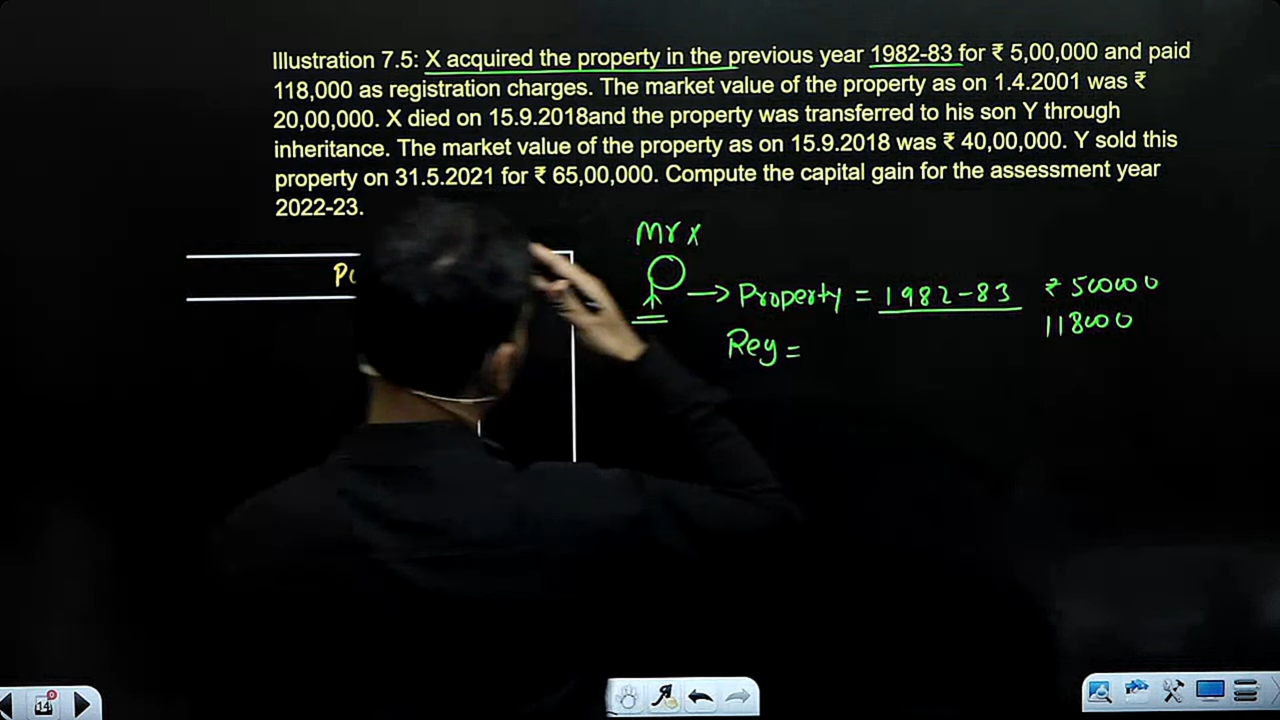 Illustration 7.5: X acquired the property in the previous year 1982-83 for ₹ 5,00,000 and paid
118,000 as registration charges. The market value of the property as on 1.4.2001 was ₹
20,00,000. X died on 15.9.2018and the property was transferred to his son Y through
inheritance. The market value of the property as on 15.9.2018 was ₹ 40,00,000. Y sold this
property on 31.5.2021 for ₹ 65,00,000. Compute the capital gain for the assessment year
2022-23.
Mr X
→ Property = 1982-83 ₹ 500000
118000
Reg =
14